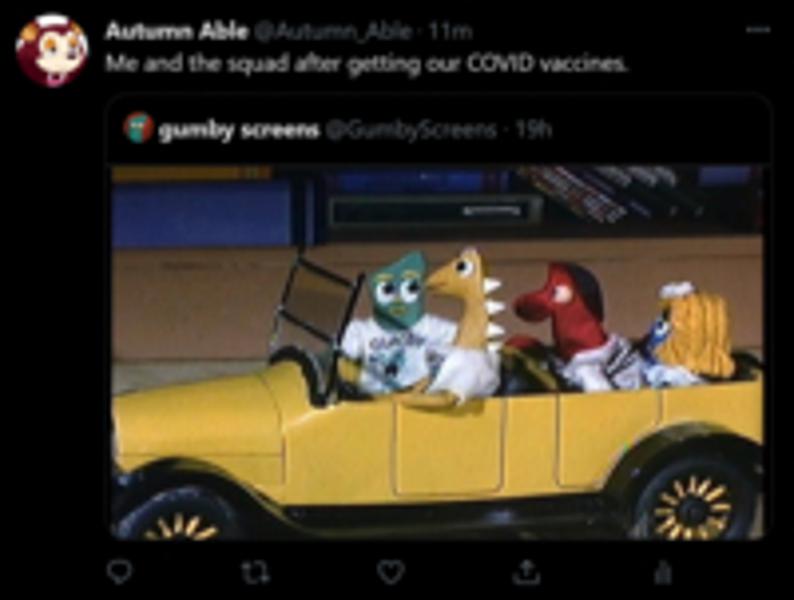 Autumn Able @Autumn_Able · 11m
Me and the squad after getting our COVID vaccines.
gumby screens @GumbyScreens · 19h